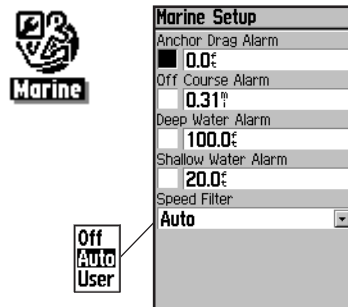 Marine
Marine Setup
Anchor Drag Alarm
0.0ft
Off Course Alarm
0.31mi
Deep Water Alarm
100.0ft
Shallow Water Alarm
20.0ft
Speed Filter
Auto
Off
Auto
User